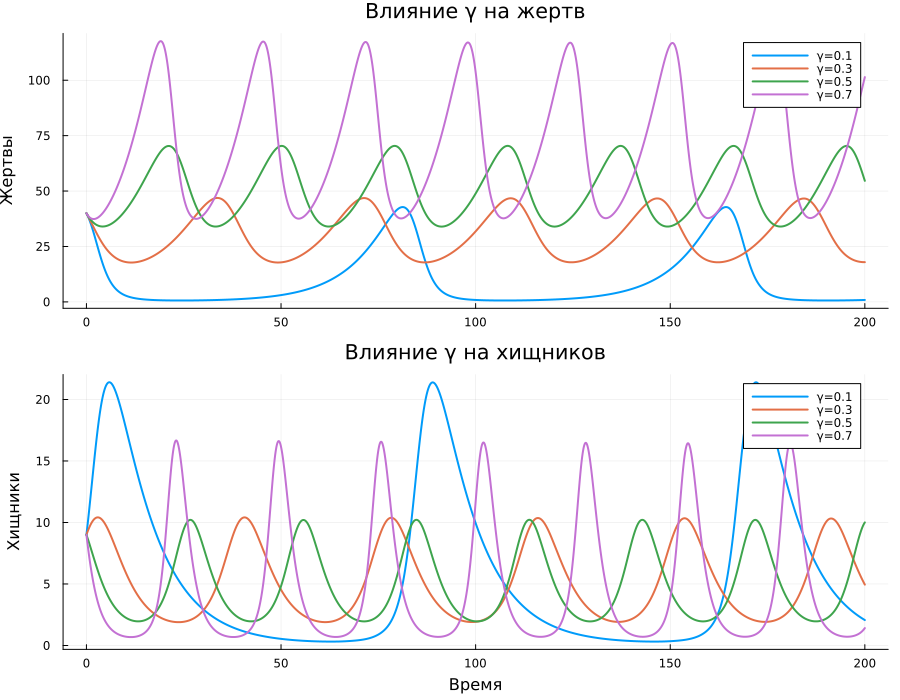 Влияние γ на жертв
Жертвы
100
75
50
25
0
γ=0.1
γ=0.3
γ=0.5
γ=0.7
0 50 100 150 200
Влияние γ на хищников
Хищники
20
15
10
5
0
γ=0.1
γ=0.3
γ=0.5
γ=0.7
0 50 100 150 200
Время